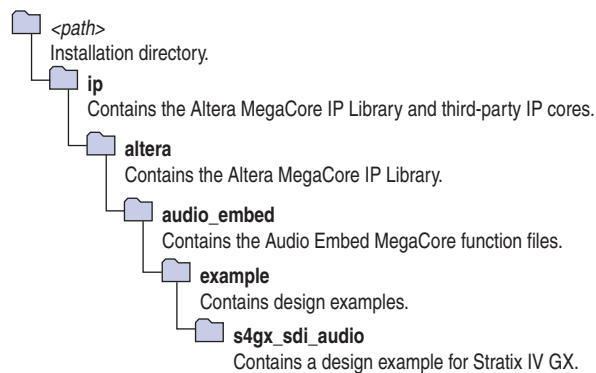 <path>
Installation directory.
ip
Contains the Altera MegaCore IP Library and third-party IP cores.
altera
Contains the Altera MegaCore IP Library.
audio_embed
Contains the Audio Embed MegaCore function files.
example
Contains design examples.
s4gx_sdi_audio
Contains a design example for Stratix IV GX.